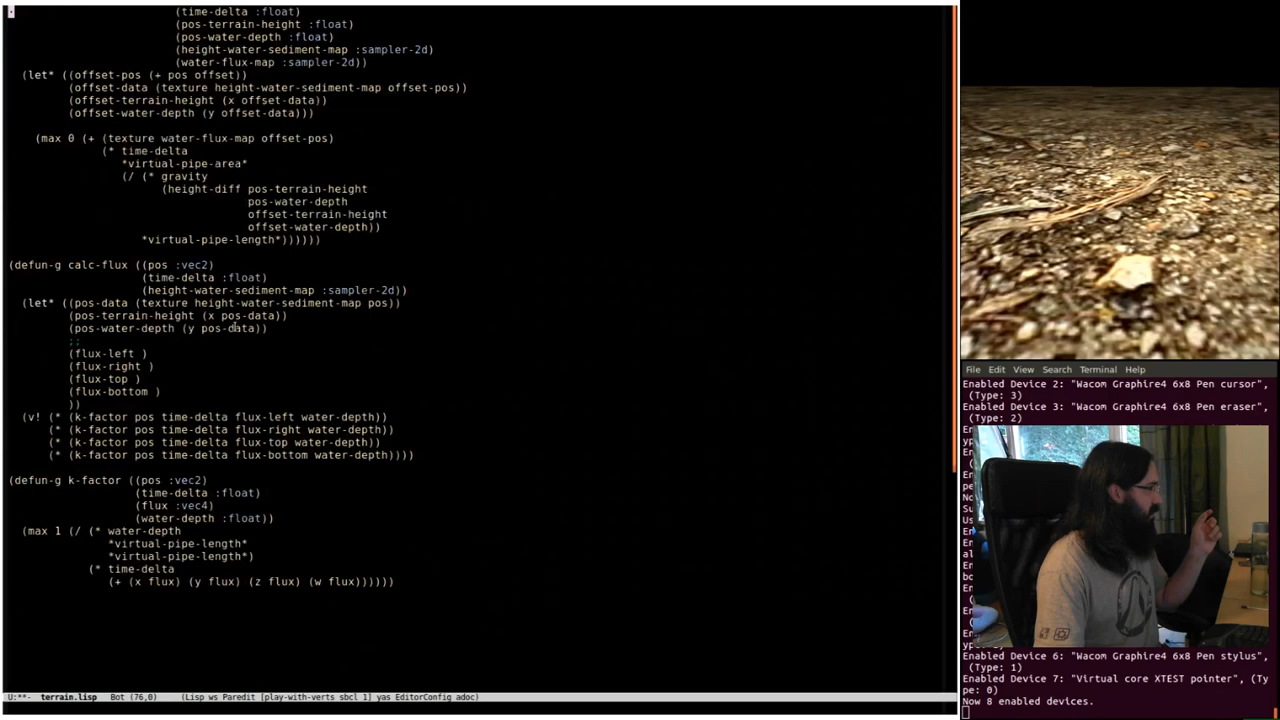 (time-delta :float)
(pos-terrain-height :float)
(pos-water-depth :float)
(height-water-sediment-map :sampler-2d)
(water-flux-map :sampler-2d))
(let* ((offset-pos (+ pos offset))
(offset-data (texture height-water-sediment-map offset-pos))
(offset-terrain-height (x offset-data))
(offset-water-depth (y offset-data)))
(max 0 (+ (texture water-flux-map offset-pos)
(* time-delta
*virtual-pipe-area*
(/ (* gravity
(height-diff pos-terrain-height
pos-water-depth
offset-terrain-height
offset-water-depth))
*virtual-pipe-length*))))))
(defun-g calc-flux ((pos :vec2)
(time-delta :float)
(height-water-sediment-map :sampler-2d))
(let* ((pos-data (texture height-water-sediment-map pos))
(pos-terrain-height (x pos-data))
(pos-water-depth (y pos-data))
;;
(flux-left )
(flux-right )
(flux-top )
(flux-bottom )
))
(v! (* (k-factor pos time-delta flux-left water-depth))
(* (k-factor pos time-delta flux-right water-depth))
(* (k-factor pos time-delta flux-top water-depth))
(* (k-factor pos time-delta flux-bottom water-depth))))
(defun-g k-factor ((pos :vec2)
(time-delta :float)
(flux :vec4)
(water-depth :float))
(max 1 (/ (* water-depth
*virtual-pipe-length*
*virtual-pipe-length*)
(* time-delta
(+ (x flux) (y flux) (z flux) (w flux))))))
U:**- terrain.lisp Bot (76,0) (Lisp ws Paredit [play-with-verts sbcl 1] yas EditorConfig adoc)
File Edit View Search Terminal Help
Enabled Device 2: "Wacom Graphire4 6x8 Pen cursor",
(Type: 3)
Enabled Device 3: "Wacom Graphire4 6x8 Pen eraser",
(Type: 2)
Enabled Device 6: "Wacom Graphire4 6x8 Pen stylus"
(Type: 1)
Enabled Device 7: "Virtual core XTEST pointer", (Ty
pe: 0)
Now 8 enabled devices.